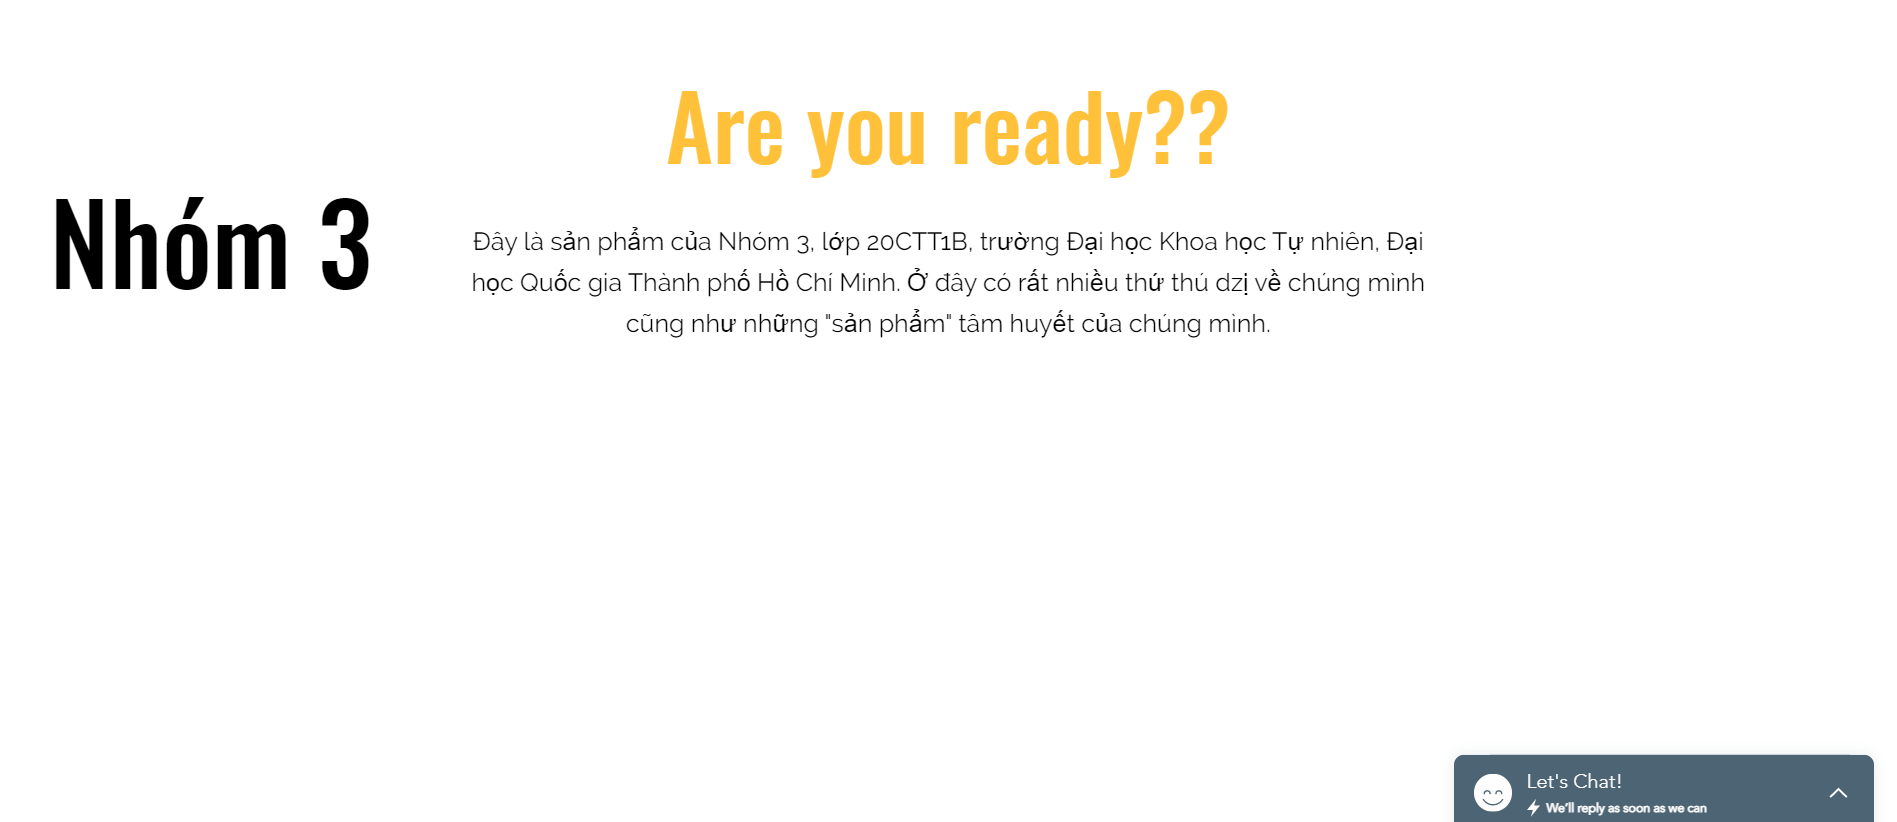 Are you ready??
Nhóm 3
Đây là sản phẩm của Nhóm 3, lớp 20CTT1B, trường Đại học Khoa học Tự nhiên, Đại
học Quốc gia Thành phố Hồ Chí Minh. Ở đây có rất nhiều thứ thú dzị về chúng mình
cũng như những "sản phẩm" tâm huyết của chúng mình.
Let's Chat!
We'll reply as soon as we can